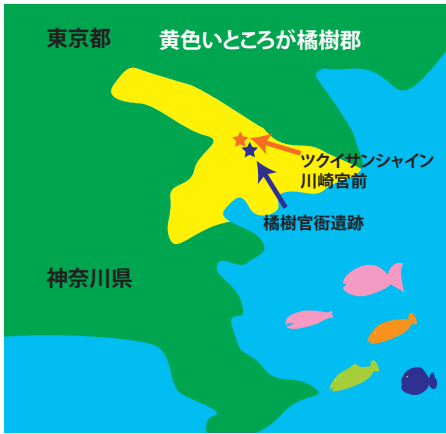 東京都
黄色いところが橘樹郡
ツクイサンシャイン
川崎宮前
橘樹官衙遺跡
神奈川県